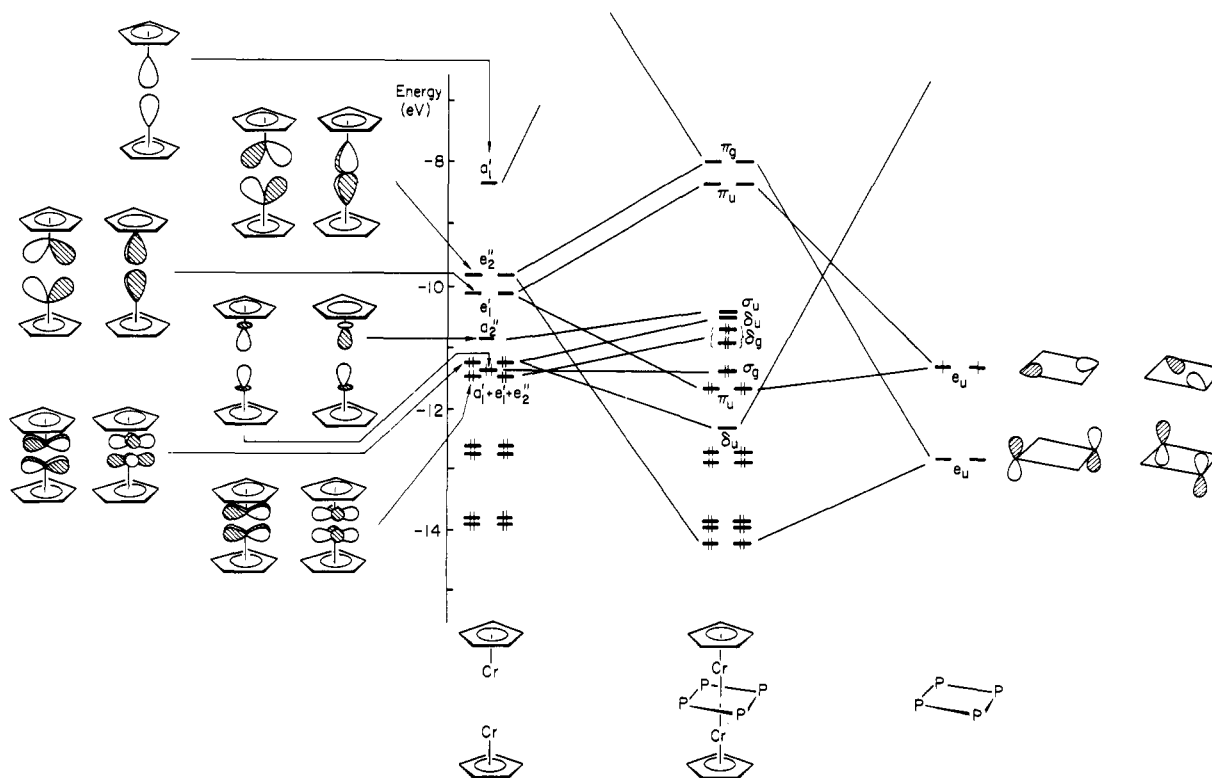 Energy
(eV)
-8
-10
-12
-14
a₁'
e₂''
e₁'
a₂''
a₁'+e₁'+e₂''
π_g
π_u
σ_u
δ_u
{ }δ_g
σ_g
π_u
δ_u
e_u
e_u
Cr
Cr
Cr
P P
P P
Cr
P P
P P